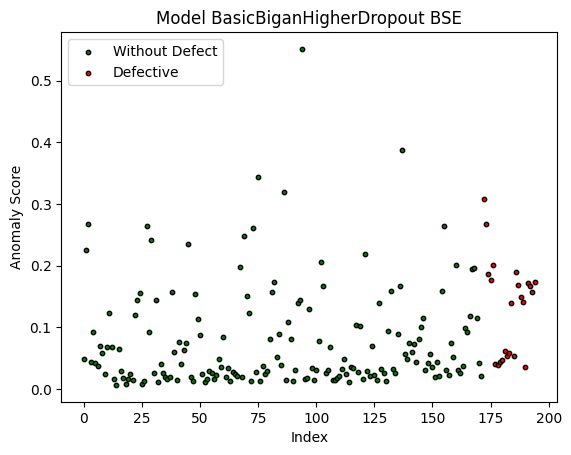 Model BasicBiganHigherDropout BSE
Without Defect
Defective
Anomaly Score
0.5
0.4
0.3
0.2
0.1
0.0
0 25 50 75 100 125 150 175 200
Index